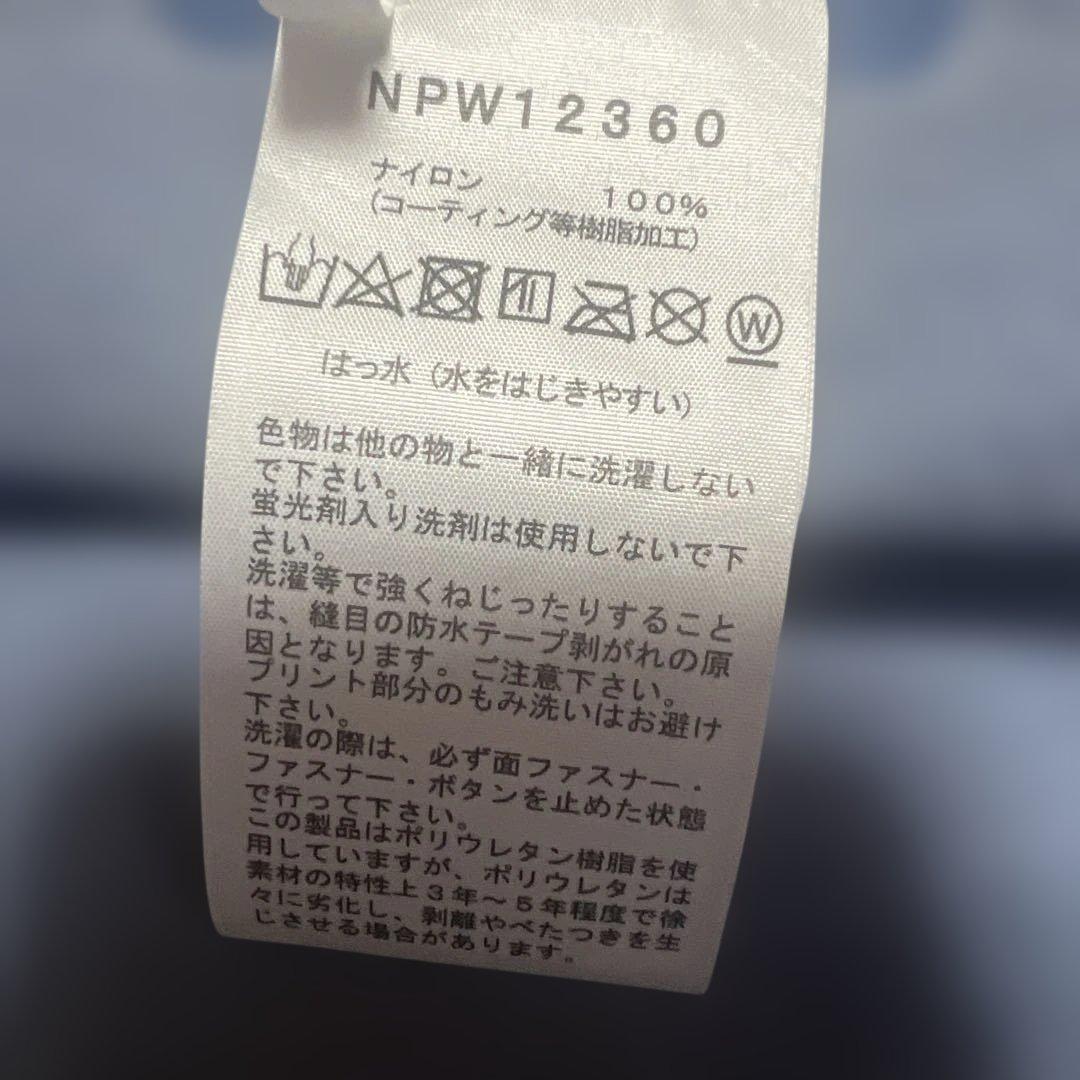 NPW12360
ナイロン 100%
(コーティング等樹脂加工)
W
はっ水（水をはじきやすい）
色物は他の物と一緒に洗濯しない
で下さい。
蛍光剤入り洗剤は使用しないで下
さい。
洗濯等で強くねじったりすること
は、縫目の防水テープ剥がれの原
因となります。ご注意下さい。
プリント部分のもみ洗いはお避け
下さい。
洗濯の際は、必ず面ファスナー・
ファスナー・ボタンを止めた状態
で行って下さい。
この製品はポリウレタン樹脂を使
用していますが、ポリウレタンは
素材の特性上３年～５年程度で徐
々に劣化し、剥離やべたつきを生
じさせる場合があります。